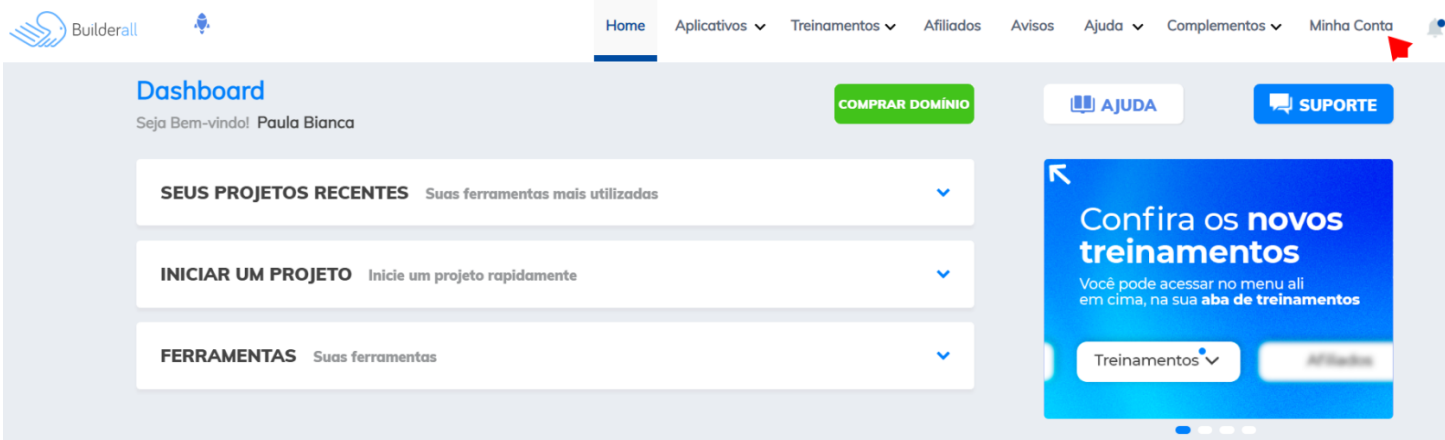 Builderall
Home Aplicativos Treinamentos Afiliados Avisos Ajuda Complementos Minha Conta
Dashboard
Seja Bem-vindo! Paula Bianca
COMPRAR DOMÍNIO
AJUDA
SUPORTE
SEUS PROJETOS RECENTES Suas ferramentas mais utilizadas
INICIAR UM PROJETO Inicie um projeto rapidamente
FERRAMENTAS Suas ferramentas
Confira os novos
treinamentos
Você pode acessar no menu ali
em cima, na sua aba de treinamentos
Treinamentos
Afiliados